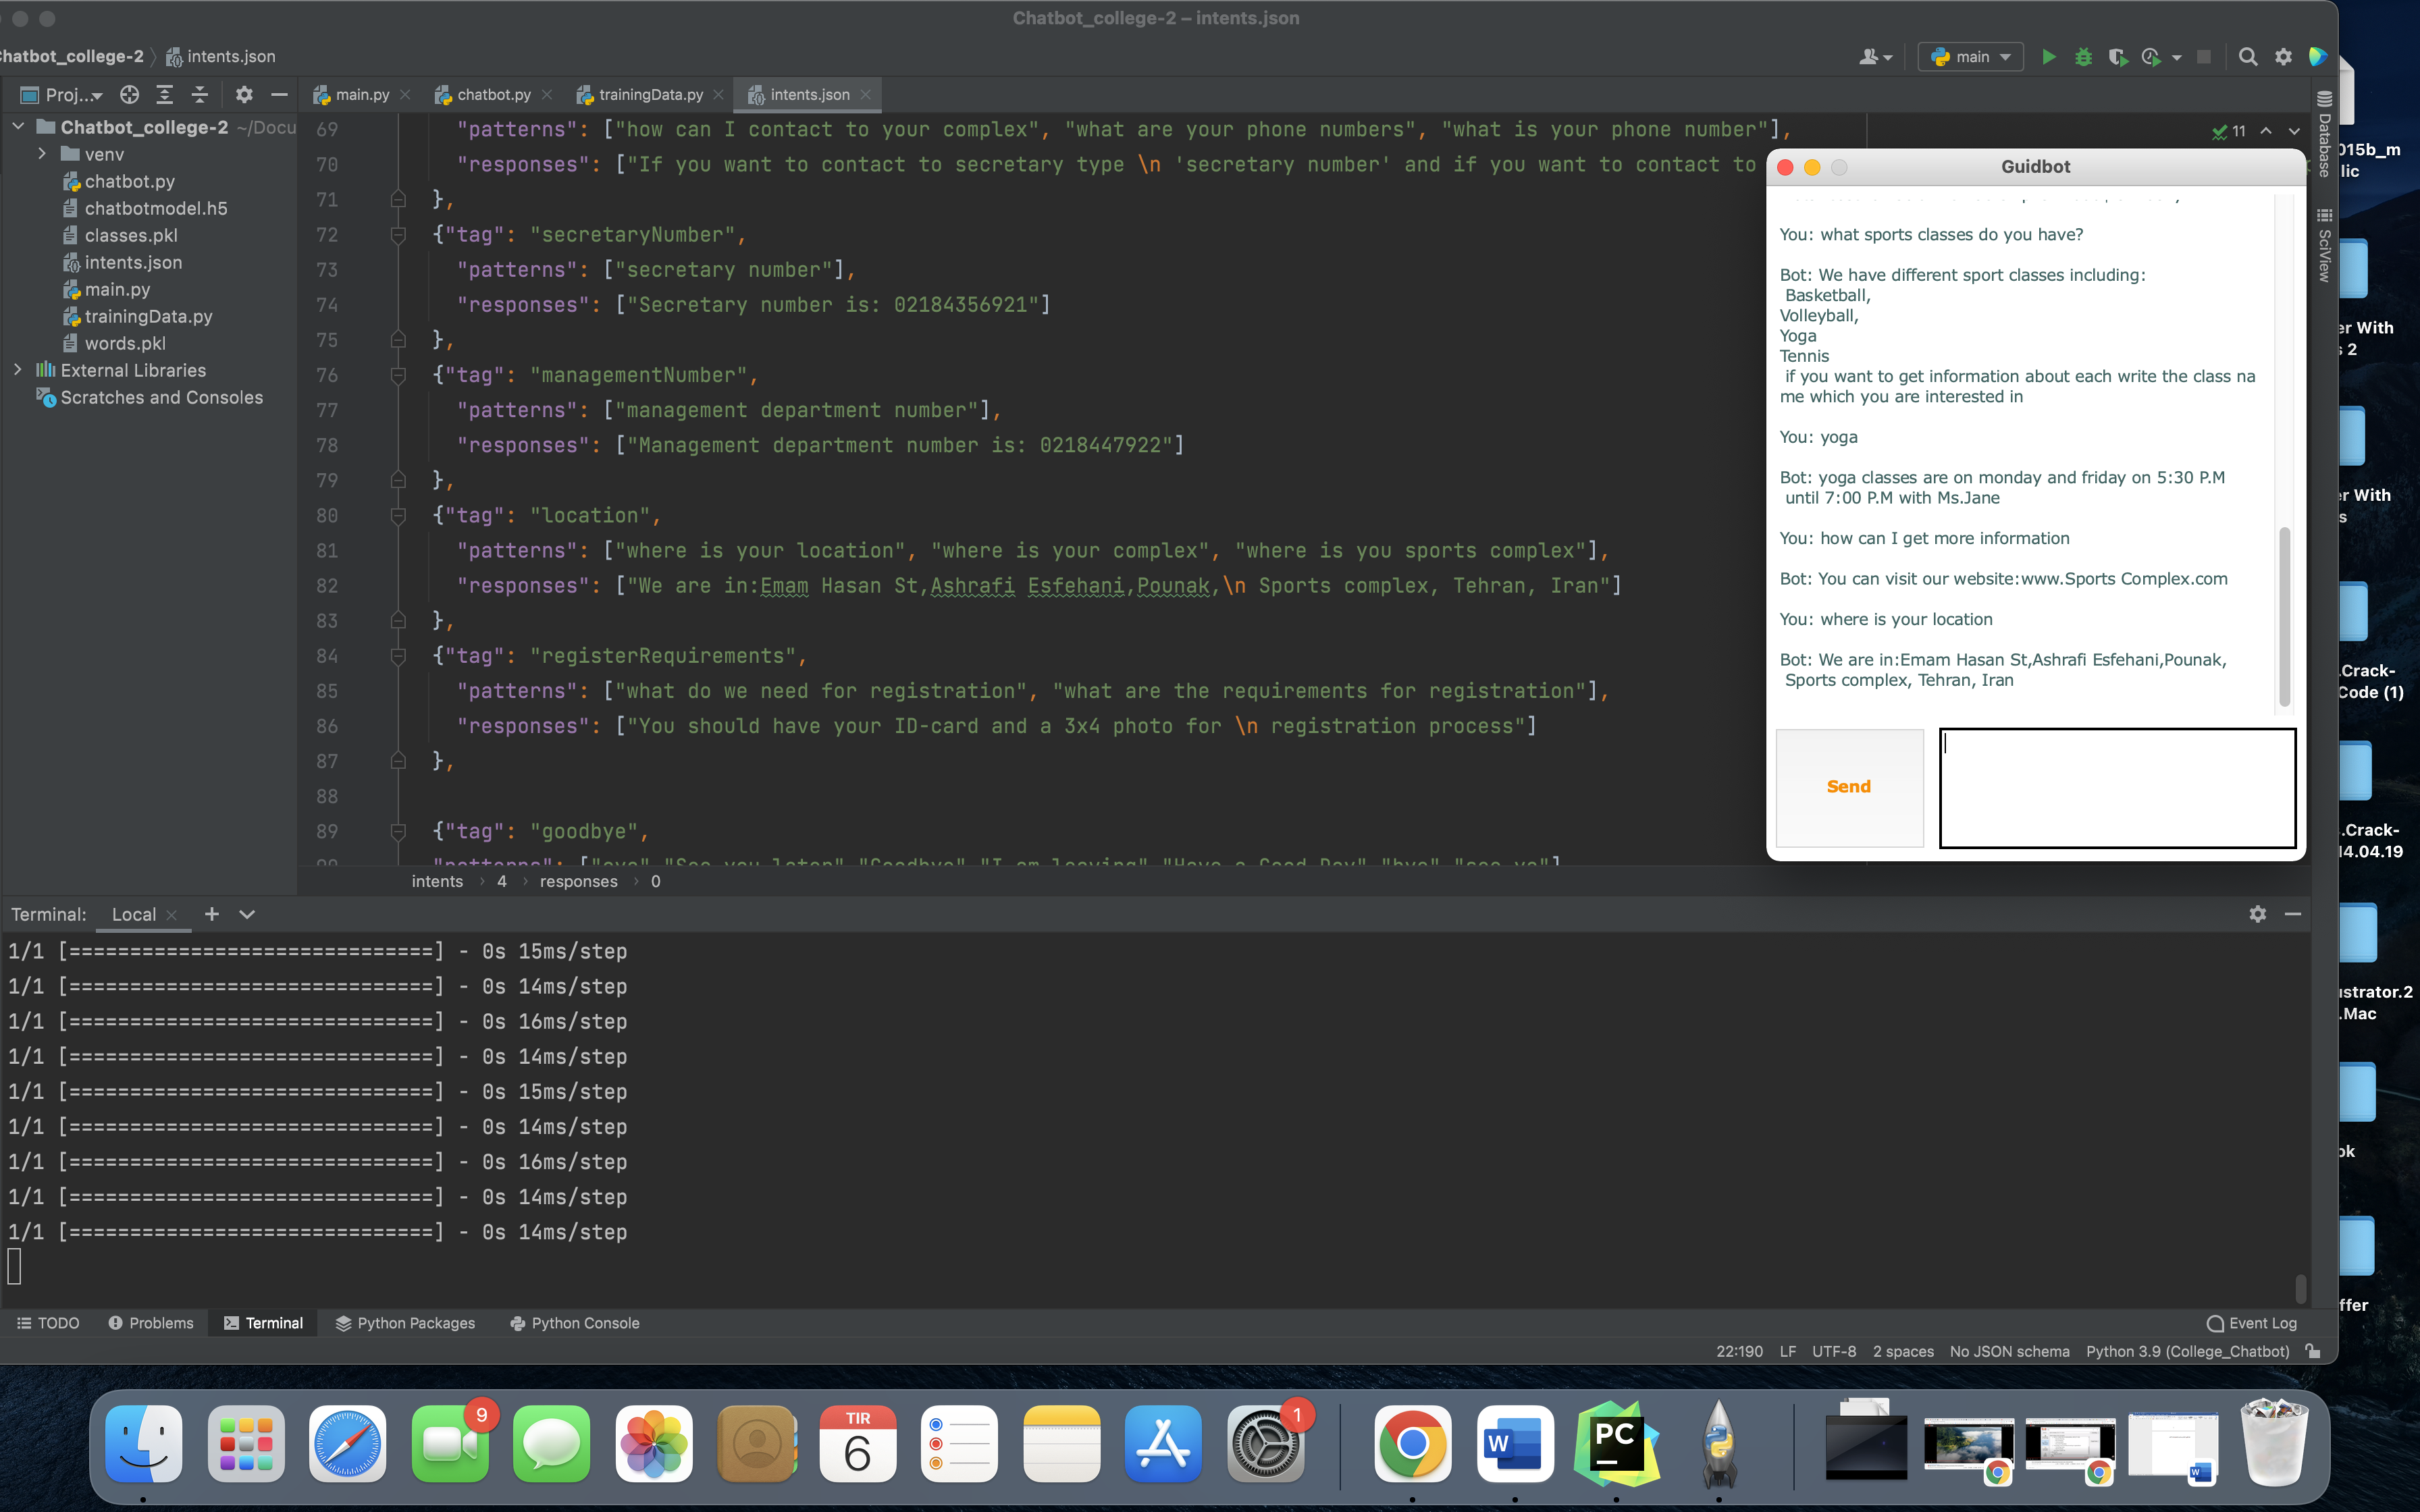 Chatbot_college-2 – intents.json
Chatbot_college-2 intents.json
main
Proj...
main.py
chatbot.py
trainingData.py
intents.json
Chatbot_college-2 ~/Docu
venv
chatbot.py
chatbotmodel.h5
classes.pkl
intents.json
main.py
trainingData.py
words.pkl
External Libraries
Scratches and Consoles
69 "patterns": ["how can I contact to your complex", "what are your phone numbers", "what is your phone number"],
70 "responses": ["If you want to contact to secretary type \n 'secretary number' and if you want to contact to
71 },
72 {"tag": "secretaryNumber",
73 "patterns": ["secretary number"],
74 "responses": ["Secretary number is: 02184356921"]
75 },
76 {"tag": "managementNumber",
77 "patterns": ["management department number"],
78 "responses": ["Management department number is: 0218447922"]
79 },
80 {"tag": "location",
81 "patterns": ["where is your location", "where is your complex", "where is you sports complex"],
82 "responses": ["We are in:Emam Hasan St,Ashrafi Esfehani,Pounak,\n Sports complex, Tehran, Iran"]
83 },
84 {"tag": "registerRequirements",
85 "patterns": ["what do we need for registration", "what are the requirements for registration"],
86 "responses": ["You should have your ID-card and a 3x4 photo for \n registration process"]
87 },
88
89 {"tag": "goodbye",
11
Database
SciView
intents › 4 › responses › 0
Guidbot
You: what sports classes do you have?
Bot: We have different sport classes including:
Basketball,
Volleyball,
Yoga
Tennis
if you want to get information about each write the class na
me which you are interested in
You: yoga
Bot: yoga classes are on monday and friday on 5:30 P.M
until 7:00 P.M with Ms.Jane
You: how can I get more information
Bot: You can visit our website:www.Sports Complex.com
You: where is your location
Bot: We are in:Emam Hasan St,Ashrafi Esfehani,Pounak,
Sports complex, Tehran, Iran
Send
Terminal: Local
1/1 [==============================] - 0s 15ms/step
1/1 [==============================] - 0s 14ms/step
1/1 [==============================] - 0s 16ms/step
1/1 [==============================] - 0s 14ms/step
1/1 [==============================] - 0s 15ms/step
1/1 [==============================] - 0s 14ms/step
1/1 [==============================] - 0s 16ms/step
1/1 [==============================] - 0s 14ms/step
1/1 [==============================] - 0s 14ms/step
TODO Problems Terminal Python Packages Python Console
Event Log
22:190 LF UTF-8 2 spaces No JSON schema Python 3.9 (College_Chatbot)
015b_m
lic
er With
s 2
er With
s
.Crack-
Code (1)
.Crack-
14.04.19
ustrator.2
.Mac
ok
ffer
9
TIR
6
1
W
PC